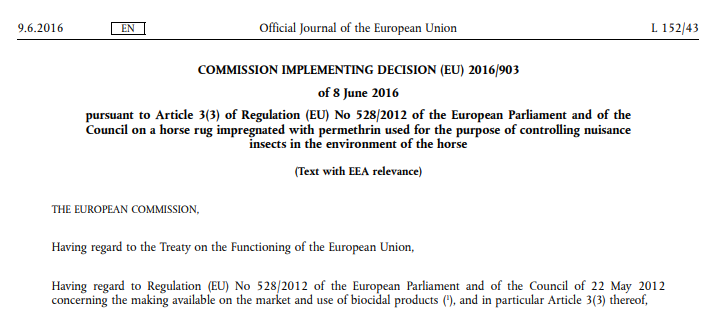 9.6.2016 EN Official Journal of the European Union L 152/43
COMMISSION IMPLEMENTING DECISION (EU) 2016/903
of 8 June 2016
pursuant to Article 3(3) of Regulation (EU) No 528/2012 of the European Parliament and of the
Council on a horse rug impregnated with permethrin used for the purpose of controlling nuisance
insects in the environment of the horse
(Text with EEA relevance)
THE EUROPEAN COMMISSION,
Having regard to the Treaty on the Functioning of the European Union,
Having regard to Regulation (EU) No 528/2012 of the European Parliament and of the Council of 22 May 2012
concerning the making available on the market and use of biocidal products (¹), and in particular Article 3(3) thereof,